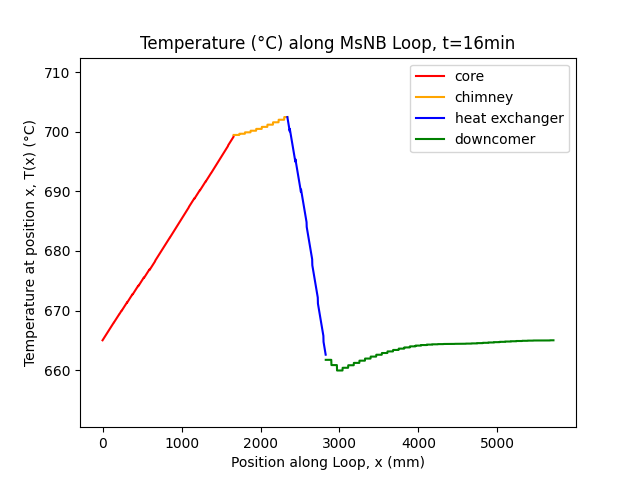 Temperature (°C) along MsNB Loop, t=16min
Temperature at position x, T(x) (°C)
710
700
690
680
670
660
core
chimney
heat exchanger
downcomer
0
1000
2000
3000
4000
5000
Position along Loop, x (mm)